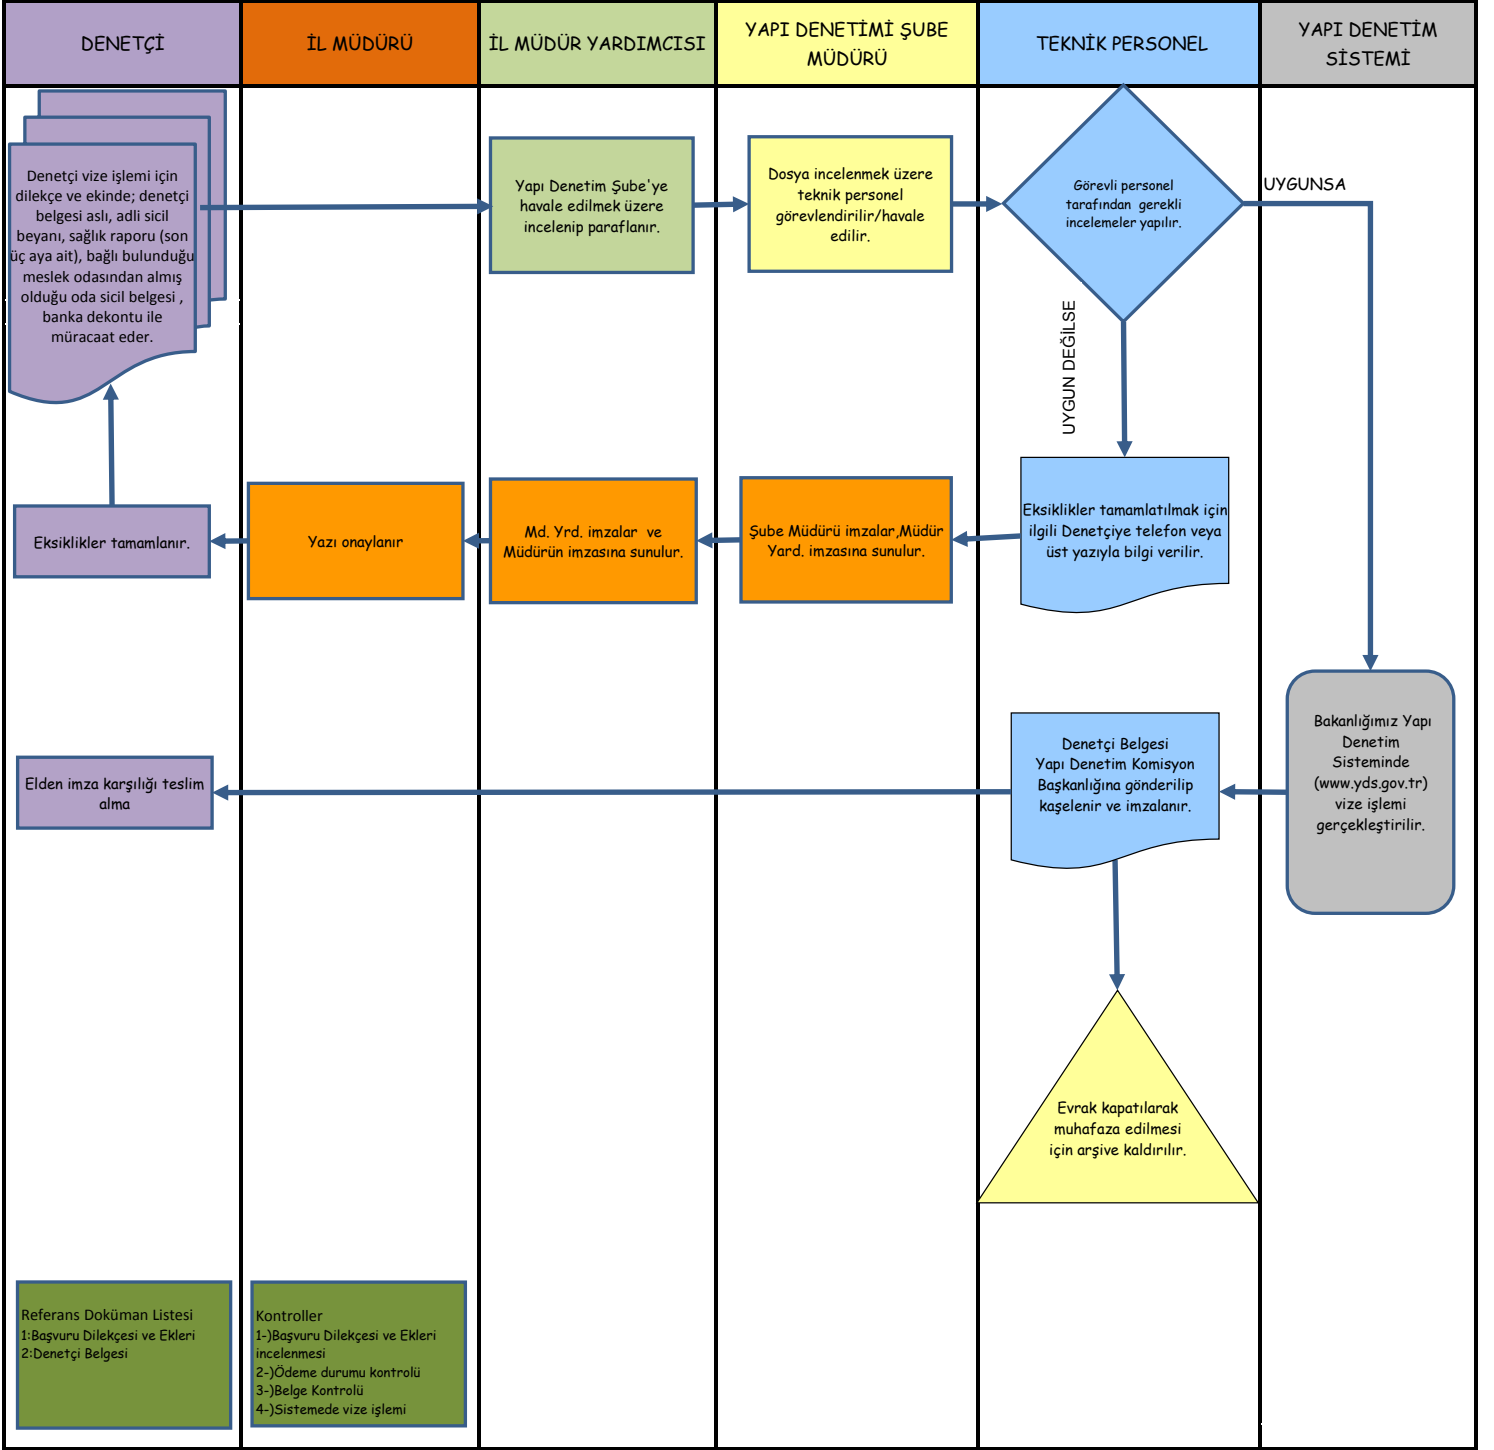 DENETÇİ
İL MÜDÜRÜ
İL MÜDÜR YARDIMCISI
YAPI DENETİMİ ŞUBE
MÜDÜRÜ
TEKNİK PERSONEL
YAPI DENETİM
SİSTEMİ
Denetçi vize işlemi için
dilekçe ve ekinde; denetçi
belgesi aslı, adli sicil
beyanı, sağlık raporu (son
üç aya ait), bağlı bulunduğu
meslek odasından almış
olduğu oda sicil belgesi ,
banka dekontu ile
müracaat eder.
Yapı Denetim Şube'ye
havale edilmek üzere
incelenip paraflanır.
Dosya incelenmek üzere
teknik personel
görevlendirilir/havale
edilir.
Görevli personel
tarafından gerekli
incelemeler yapılır.
UYGUNSA
UYGUN DEĞİLSE
Eksiklikler tamamlanır.
Yazı onaylanır
Md. Yrd. imzalar ve
Müdürün imzasına sunulur.
Şube Müdürü imzalar,Müdür
Yard. imzasına sunulur.
Eksiklikler tamamlatılmak için
ilgili Denetçiye telefon veya
üst yazıyla bilgi verilir.
Elden imza karşılığı teslim
alma
Denetçi Belgesi
Yapı Denetim Komisyon
Başkanlığına gönderilip
kaşelenir ve imzalanır.
Bakanlığımız Yapı
Denetim
Sisteminde
(www.yds.gov.tr)
vize işlemi
gerçekleştirilir.
Evrak kapatılarak
muhafaza edilmesi
için arşive kaldırılır.
Referans Doküman Listesi
1:Başvuru Dilekçesi ve Ekleri
2:Denetçi Belgesi
Kontroller
1-)Başvuru Dilekçesi ve Ekleri
incelenmesi
2-)Ödeme durumu kontrolü
3-)Belge Kontrolü
4-)Sistemede vize işlemi